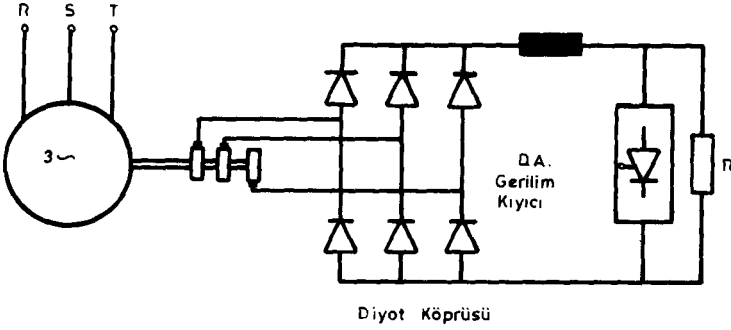 R S T
3~
D.A.
Gerilim
Kıyıcı
R
Diyot Köprüsü